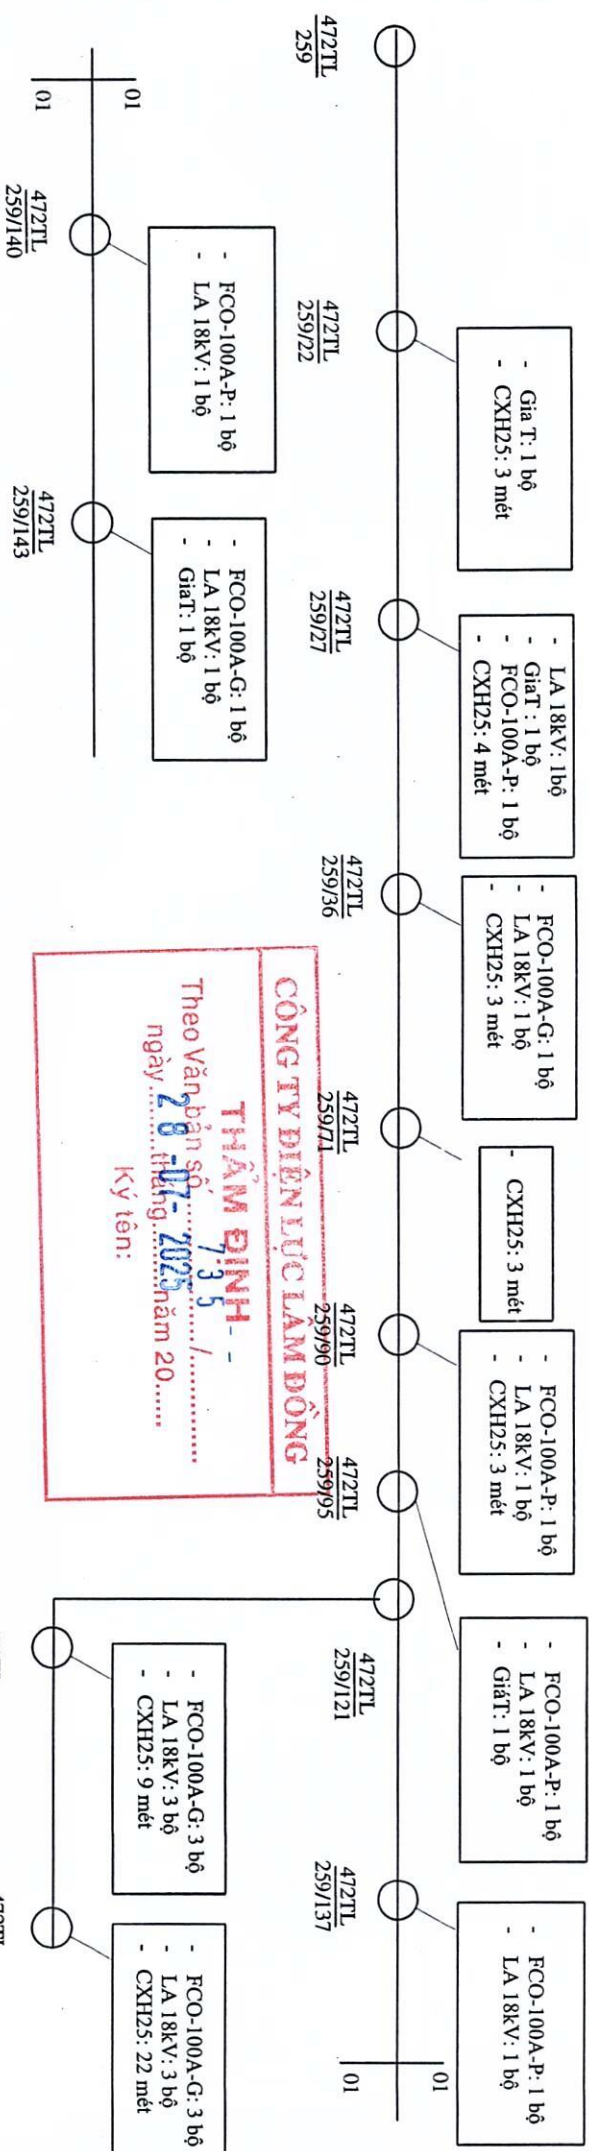 472TL
259
472TL
259/22
- Gia T: 1 bộ
- CXH25: 3 mét
472TL
259/27
- LA 18kV: 1bộ
- GiaT : 1 bộ
- FCO-100A-P: 1 bộ
- CXH25: 4 mét
472TL
259/36
- FCO-100A-G: 1 bộ
- LA 18kV: 1 bộ
- CXH25: 3 mét
472TL
259/71
- CXH25: 3 mét
472TL
259/90
- FCO-100A-P: 1 bộ
- LA 18kV: 1 bộ
- CXH25: 3 mét
472TL
259/95
- FCO-100A-P: 1 bộ
- LA 18kV: 1 bộ
- GiáT: 1 bộ
472TL
259/121
472TL
259/137
- FCO-100A-P: 1 bộ
- LA 18kV: 1 bộ
01
01
01
01
472TL
259/140
- FCO-100A-P: 1 bộ
- LA 18kV: 1 bộ
472TL
259/143
- FCO-100A-G: 1 bộ
- LA 18kV: 1 bộ
- GiaT: 1 bộ
CÔNG TY ĐIỆN LỰC LÂM ĐỒNG
THẨM ĐỊNH
Theo Văn bản số 735 /
ngày 28 -07- 2025 tháng năm 20
Ký tên:
- FCO-100A-G: 3 bộ
- LA 18kV: 3 bộ
- CXH25: 9 mét
- FCO-100A-G: 3 bộ
- LA 18kV: 3 bộ
- CXH25: 22 mét